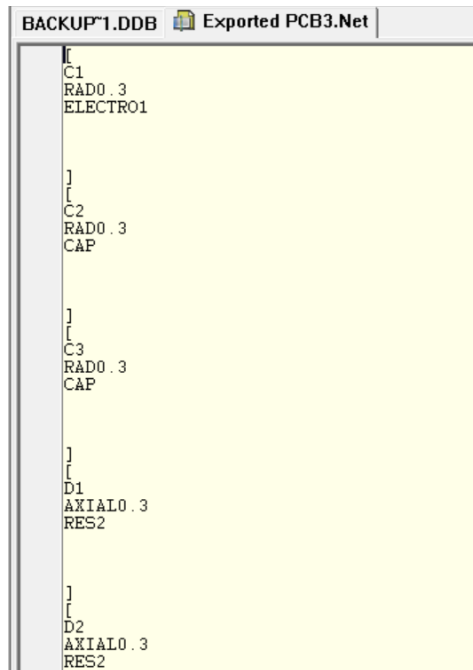 BACKUP~1.DDB Exported PCB3.Net
[
C1
RAD0.3
ELECTRO1
]
[
C2
RAD0.3
CAP
]
[
C3
RAD0.3
CAP
]
[
D1
AXIAL0.3
RES2
]
[
D2
AXIAL0.3
RES2